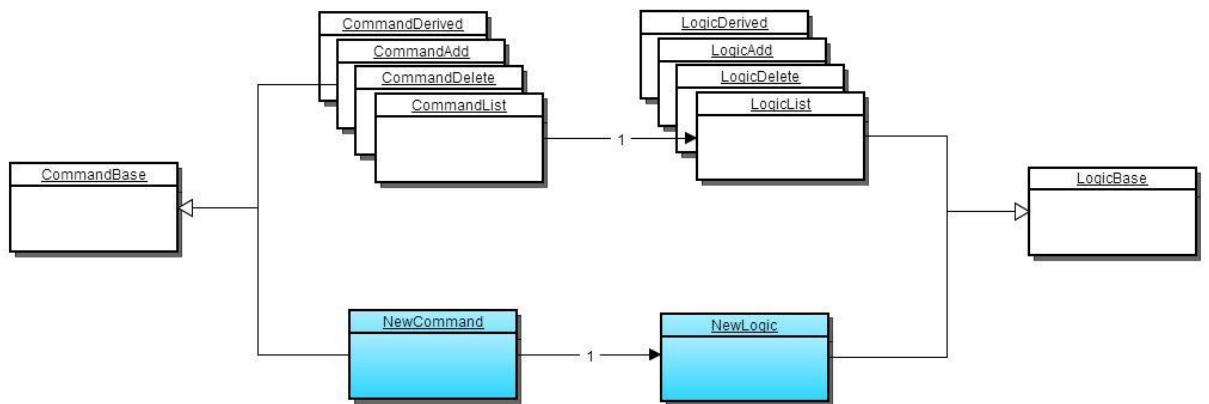 CommandDerived
CommandAdd
CommandDelete
CommandList
LogicDerived
LogicAdd
LogicDelete
LogicList
1
CommandBase
LogicBase
NewCommand
1
NewLogic